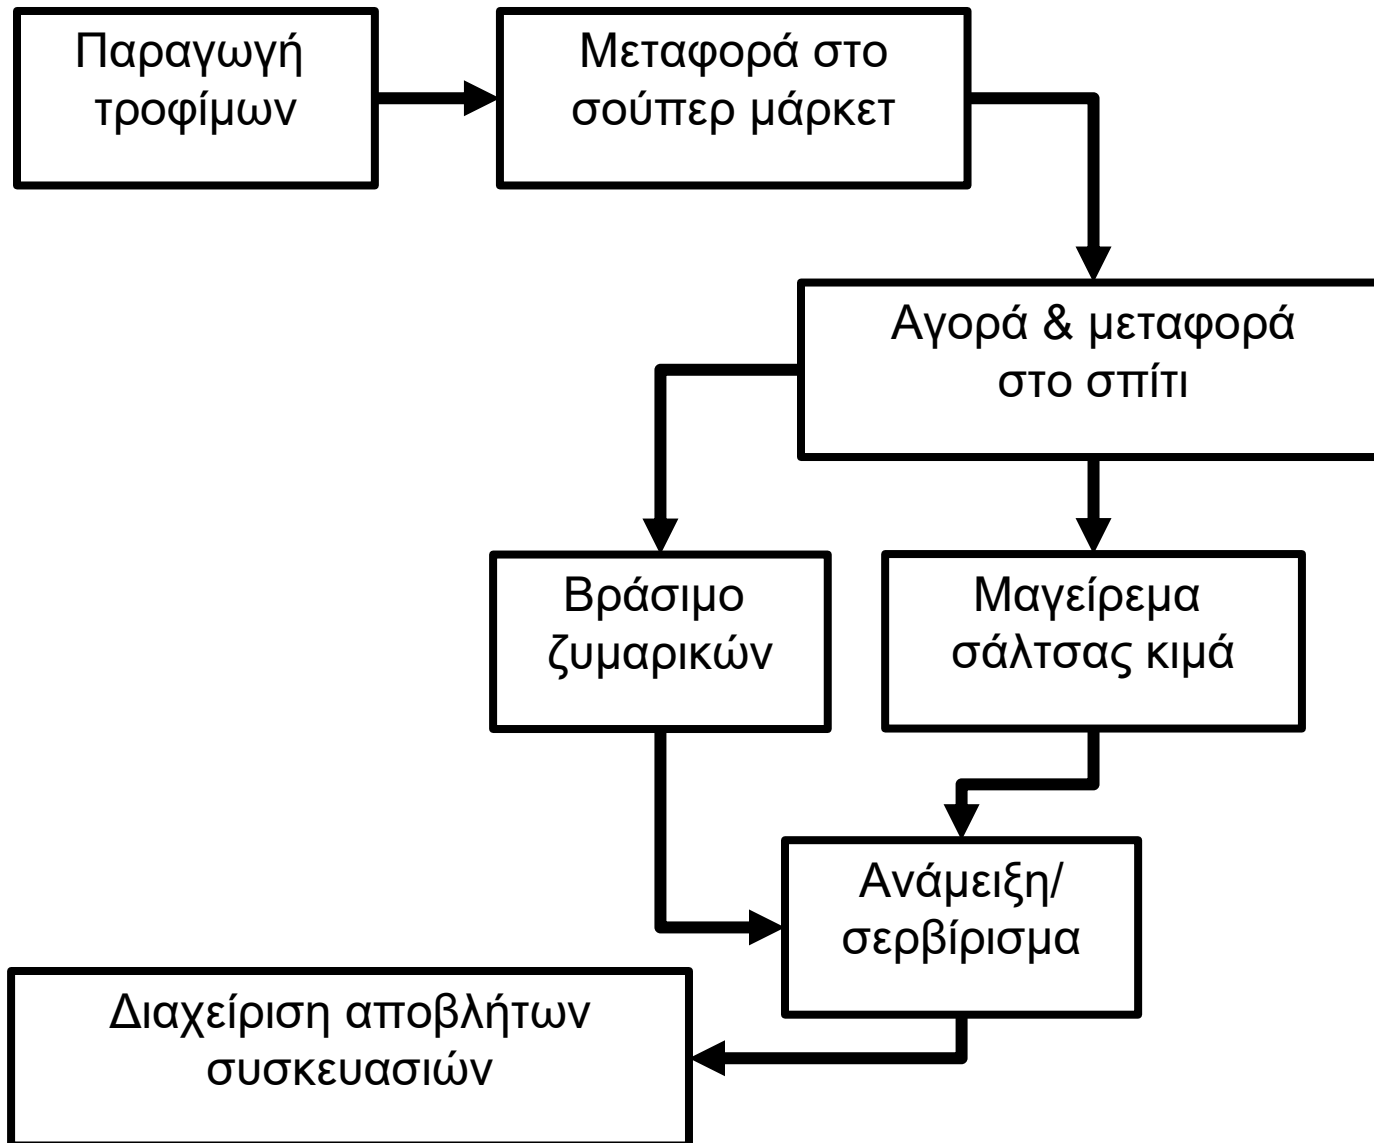 Παραγωγή
τροφίμων
Μεταφορά στο
σούπερ μάρκετ
Αγορά & μεταφορά
στο σπίτι
Βράσιμο
ζυμαρικών
Μαγείρεμα
σάλτσας κιμά
Ανάμειξη/
σερβίρισμα
Διαχείριση αποβλήτων
συσκευασιών